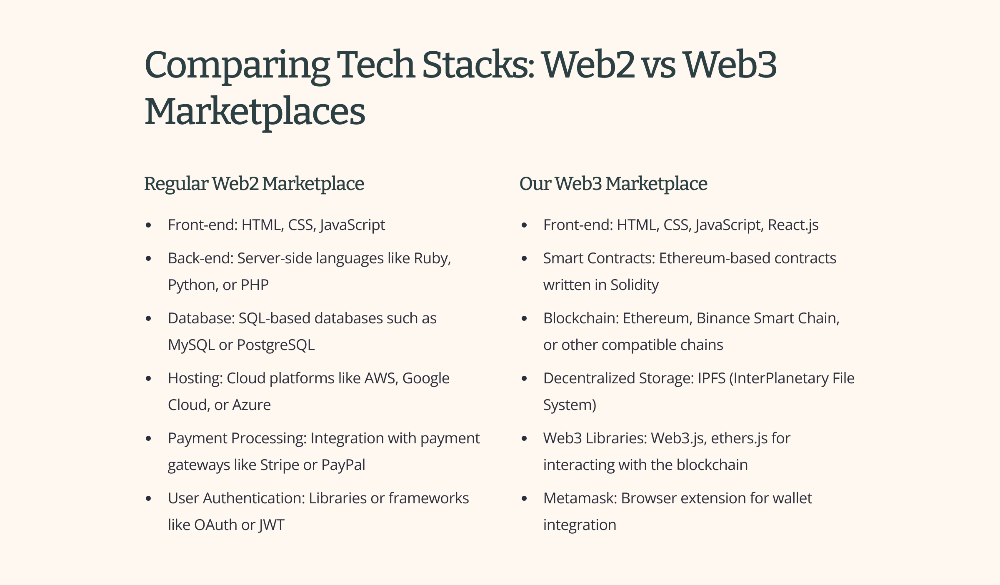 Comparing Tech Stacks: Web2 vs Web3
Marketplaces
Regular Web2 Marketplace
• Front-end: HTML, CSS, JavaScript
• Back-end: Server-side languages like Ruby,
Python, or PHP
• Database: SQL-based databases such as
MySQL or PostgreSQL
• Hosting: Cloud platforms like AWS, Google
Cloud, or Azure
• Payment Processing: Integration with payment
gateways like Stripe or PayPal
• User Authentication: Libraries or frameworks
like OAuth or JWT
Our Web3 Marketplace
• Front-end: HTML, CSS, JavaScript, React.js
• Smart Contracts: Ethereum-based contracts
written in Solidity
• Blockchain: Ethereum, Binance Smart Chain,
or other compatible chains
• Decentralized Storage: IPFS (InterPlanetary File
System)
• Web3 Libraries: Web3.js, ethers.js for
interacting with the blockchain
• Metamask: Browser extension for wallet
integration